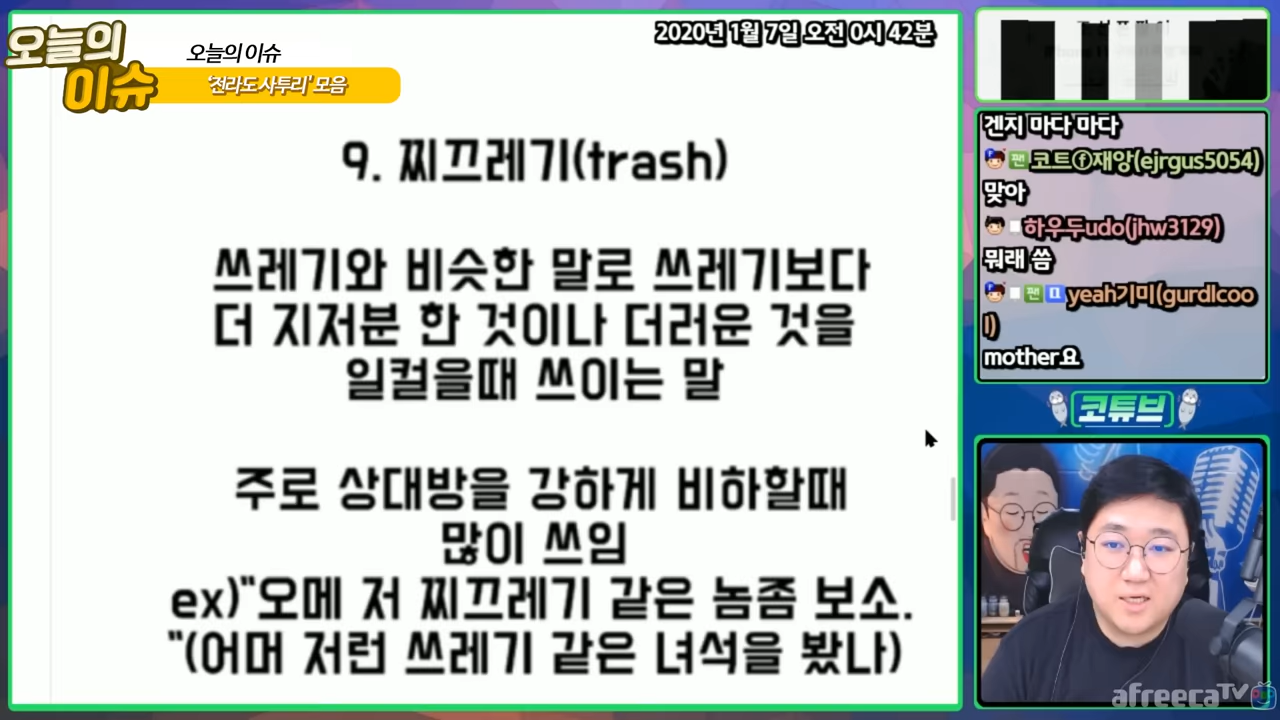 오늘의
이슈
오늘의 이슈
‘전라도 사투리’ 모음
2020년 1월 7일 오전 0시 42분
9. 찌끄레기(trash)
쓰레기와 비슷한 말로 쓰레기보다
더 지저분 한 것이나 더러운 것을
일컬을때 쓰이는 말
주로 상대방을 강하게 비하할때
많이 쓰임
ex)"오메 저 찌끄레기 같은 놈좀 보소.
"(어머 저런 쓰레기 같은 녀석을 봤나)
겐지 마다 마다
팬 코트ⓕ재앙(ejrgus5054)
맞아
하우두udo(jhw3129)
뭐래 씀
팬 yeah기미(gurdlcoo
l)
mother요
코튜브
afreecaTV